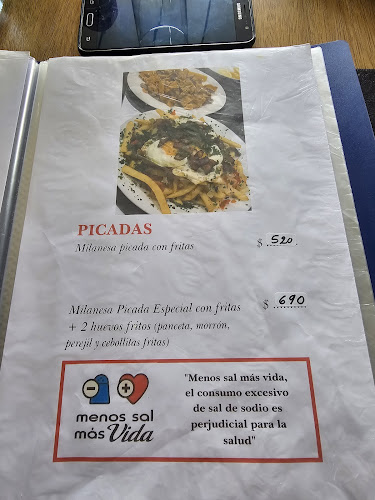 SAMSUNG
PICADAS
Milanesa picada con fritas $ 520
Milanesa Picada Especial con fritas $ 690
+ 2 huevos fritos (panceta, morrón,
perejil y cebollitas fritas)
menos sal
más Vida
"Menos sal más vida,
el consumo excesivo
de sal de sodio es
perjudicial para la
salud"